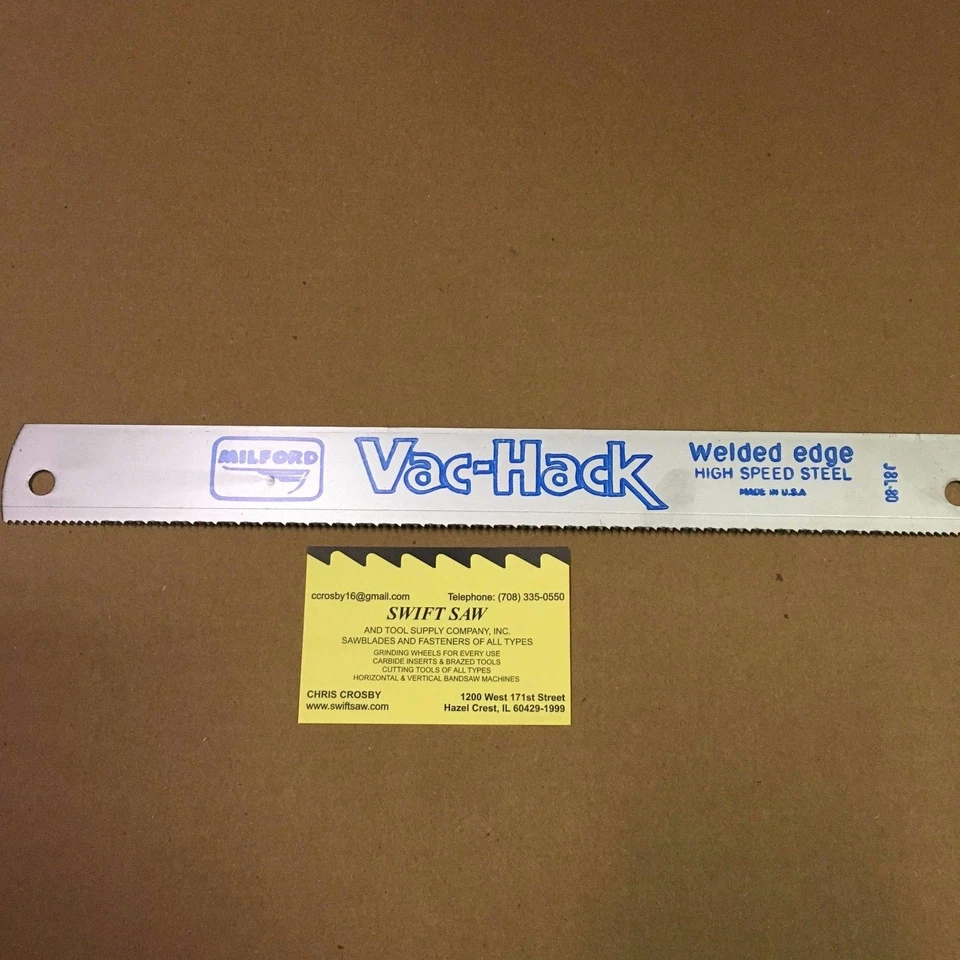 MILFORD
Vac-Hack
Welded edge
HIGH SPEED STEEL
MADE IN U.S.A
J8L-80
ccrosby16@gmail.com Telephone: (708) 335-0550
SWIFT SAW
AND TOOL SUPPLY COMPANY, INC.
SAWBLADES AND FASTENERS OF ALL TYPES
GRINDING WHEELS FOR EVERY USE
CARBIDE INSERTS & BRAZED TOOLS
CUTTING TOOLS OF ALL TYPES
HORIZONTAL & VERTICAL BANDSAW MACHINES
CHRIS CROSBY 1200 West 171st Street
www.swiftsaw.com Hazel Crest, IL 60429-1999